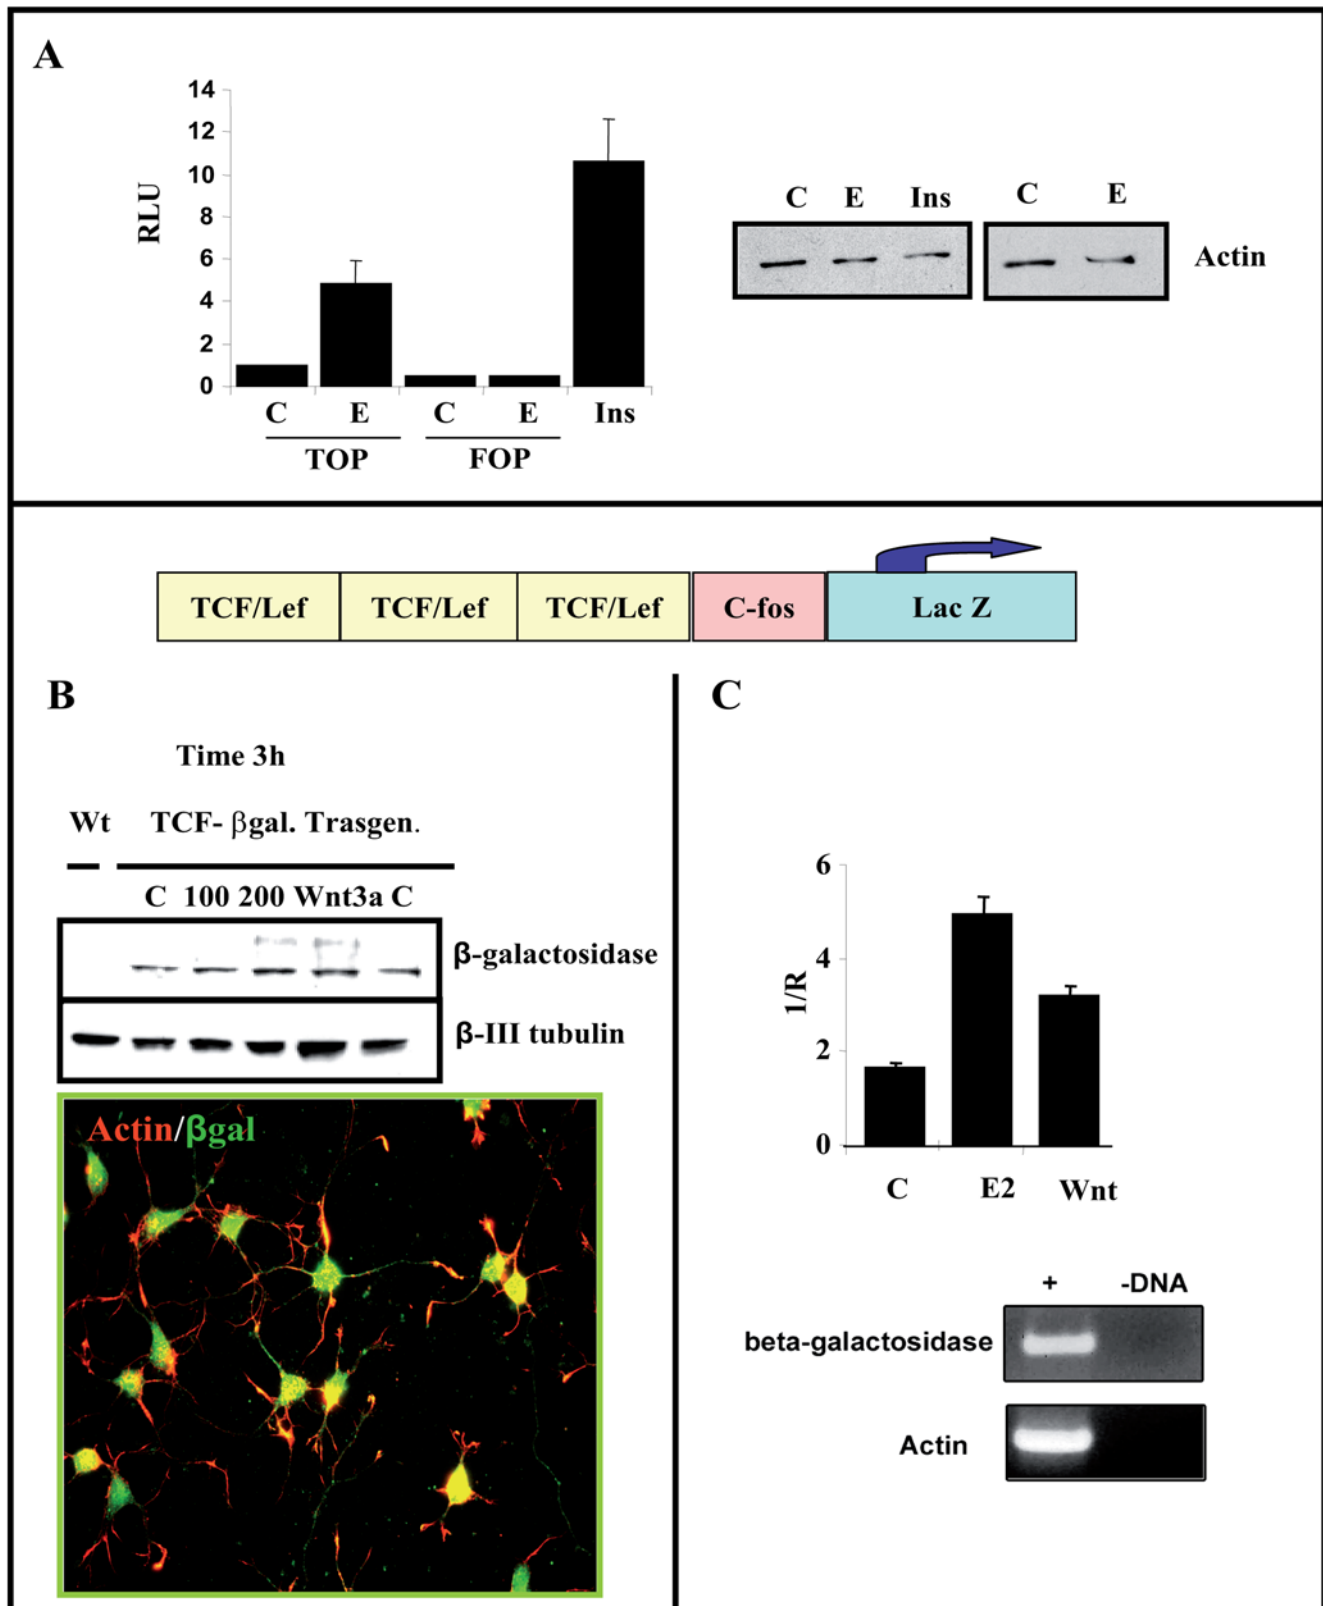 A
14
12
10
8
6
4
2
0
RLU
C E C E Ins
TOP FOP
C E Ins C E
Actin
TCF/Lef TCF/Lef TCF/Lef C-fos Lac Z
B
Time 3h
Wt TCF- βgal. Trasgen.
C 100 200 Wnt3a C
β-galactosidase
β-III tubulin
Actin/βgal
C
6
4
2
0
1/R
C E2 Wnt
+ -DNA
beta-galactosidase
Actin